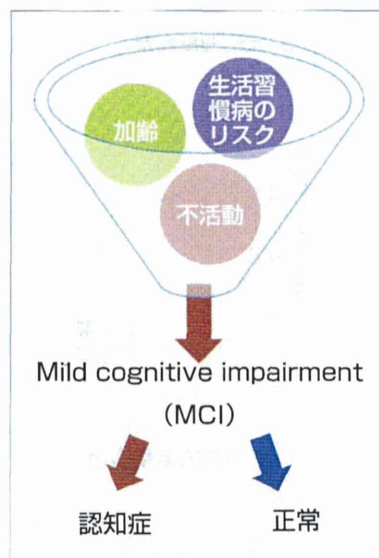 加齢
生活習
慣病の
リスク
不活動
Mild cognitive impairment
(MCI)
認知症
正常